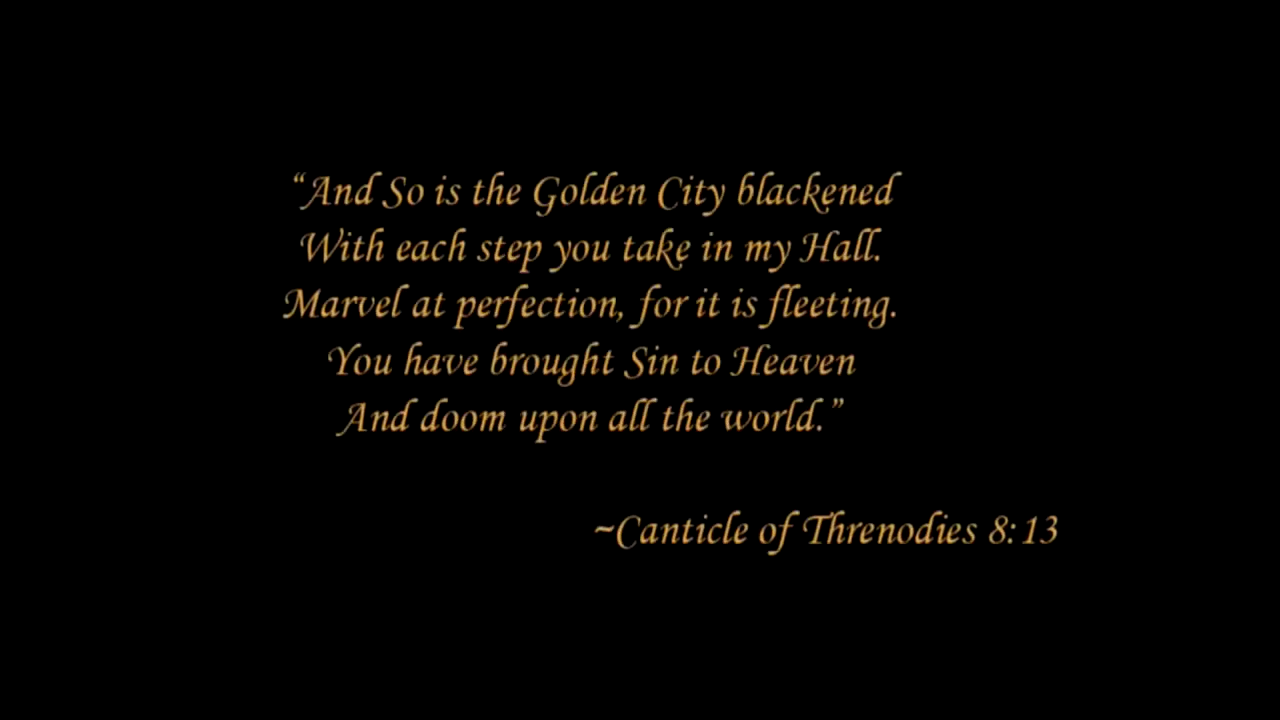 “And So is the Golden City blackened
With each step you take in my Hall.
Marvel at perfection, for it is fleeting.
You have brought Sin to Heaven
And doom upon all the world.”
~Canticle of Threnodies 8:13